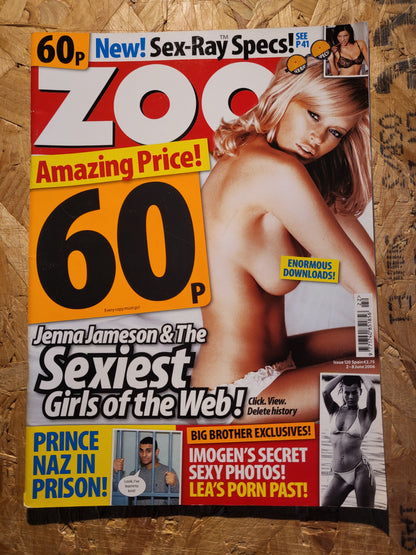 60P
New! Sex-Ray™ Specs! SEE
P41
ZOO
Amazing Price!
60P
Every copy must go!
ENORMOUS
DOWNLOADS!
Jenna Jameson & The
Sexiest
Girls of the Web!
Click. View.
Delete history
Issue 120 Spain €2.75
2-8 June 2006
22
PRINCE
NAZ IN
PRISON!
BIG BROTHER EXCLUSIVES!
IMOGEN'S SECRET
SEXY PHOTOS!
LEA'S PORN PAST!